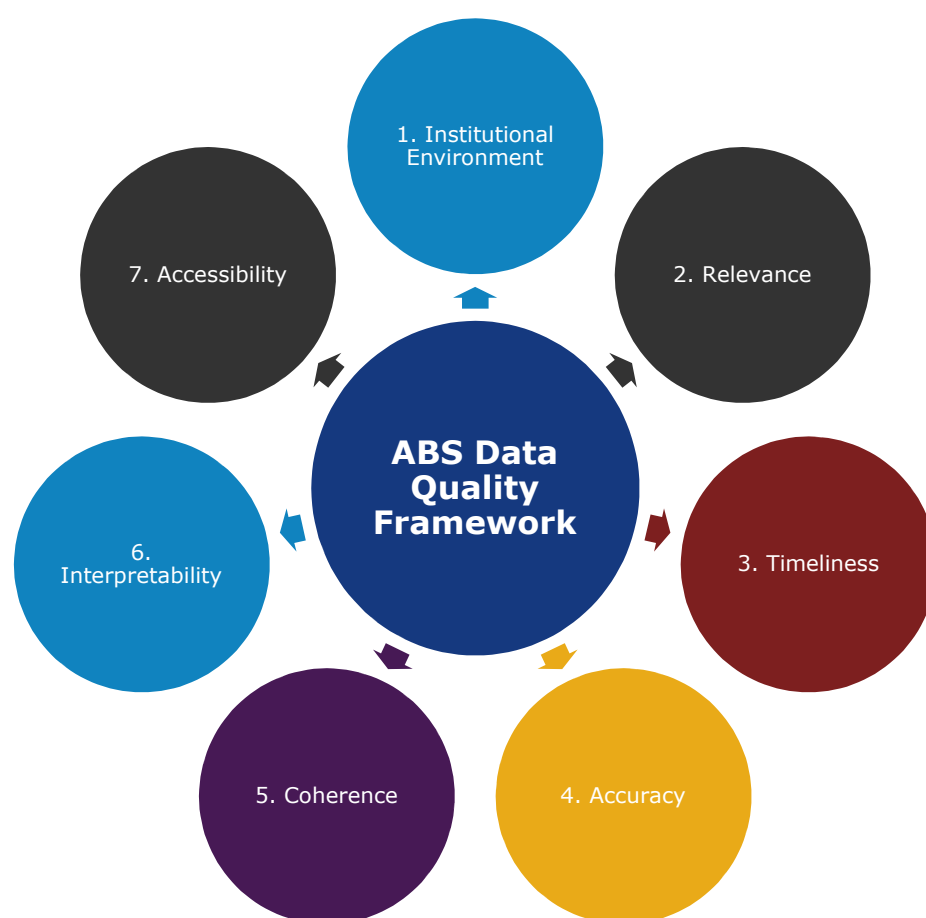 1. Institutional
Environment
7. Accessibility
2. Relevance
ABS Data
Quality
Framework
6.
Interpretability
3. Timeliness
5. Coherence
4. Accuracy